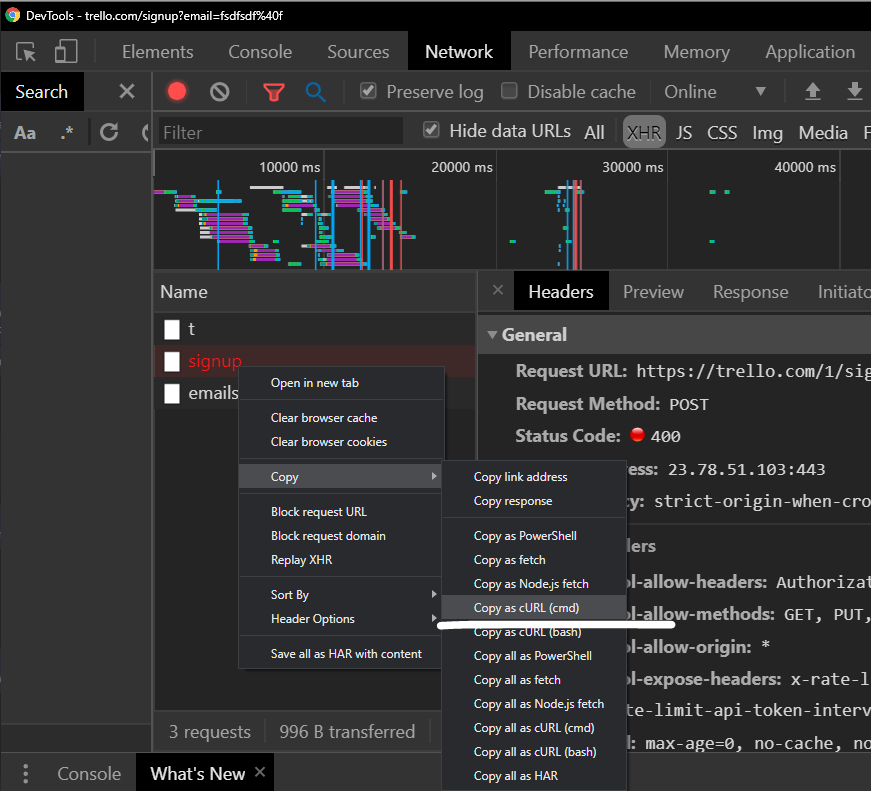 DevTools - trello.com/signup?email=fsdfsdf%40f
Elements Console Sources Network Performance Memory Application
Search Preserve log Disable cache Online
Aa .* Filter Hide data URLs All XHR JS CSS Img Media F
10000 ms 20000 ms 30000 ms 40000 ms
Name
t
signup
emails
Headers Preview Response Initiato
General
Request URL: https://trello.com/1/sig
Request Method: POST
Status Code: 400
ess: 23.78.51.103:443
cy: strict-origin-when-cro
Open in new tab
Clear browser cache
Clear browser cookies
Copy
Block request URL
Block request domain
Replay XHR
Sort By
Header Options
Save all as HAR with content
Copy link address
Copy response
Copy as PowerShell
Copy as fetch
Copy as Node.js fetch
Copy as cURL (cmd)
Copy as cURL (bash)
Copy all as PowerShell
Copy all as fetch
Copy all as Node.js fetch
Copy all as cURL (cmd)
Copy all as cURL (bash)
Copy all as HAR
ders
ol-allow-headers: Authorizat
ol-allow-methods: GET, PUT,
ol-allow-origin: *
ol-expose-headers: x-rate-l
te-limit-api-token-interv
l: max-age=0, no-cache, no
3 requests 996 B transferred
Console What's New